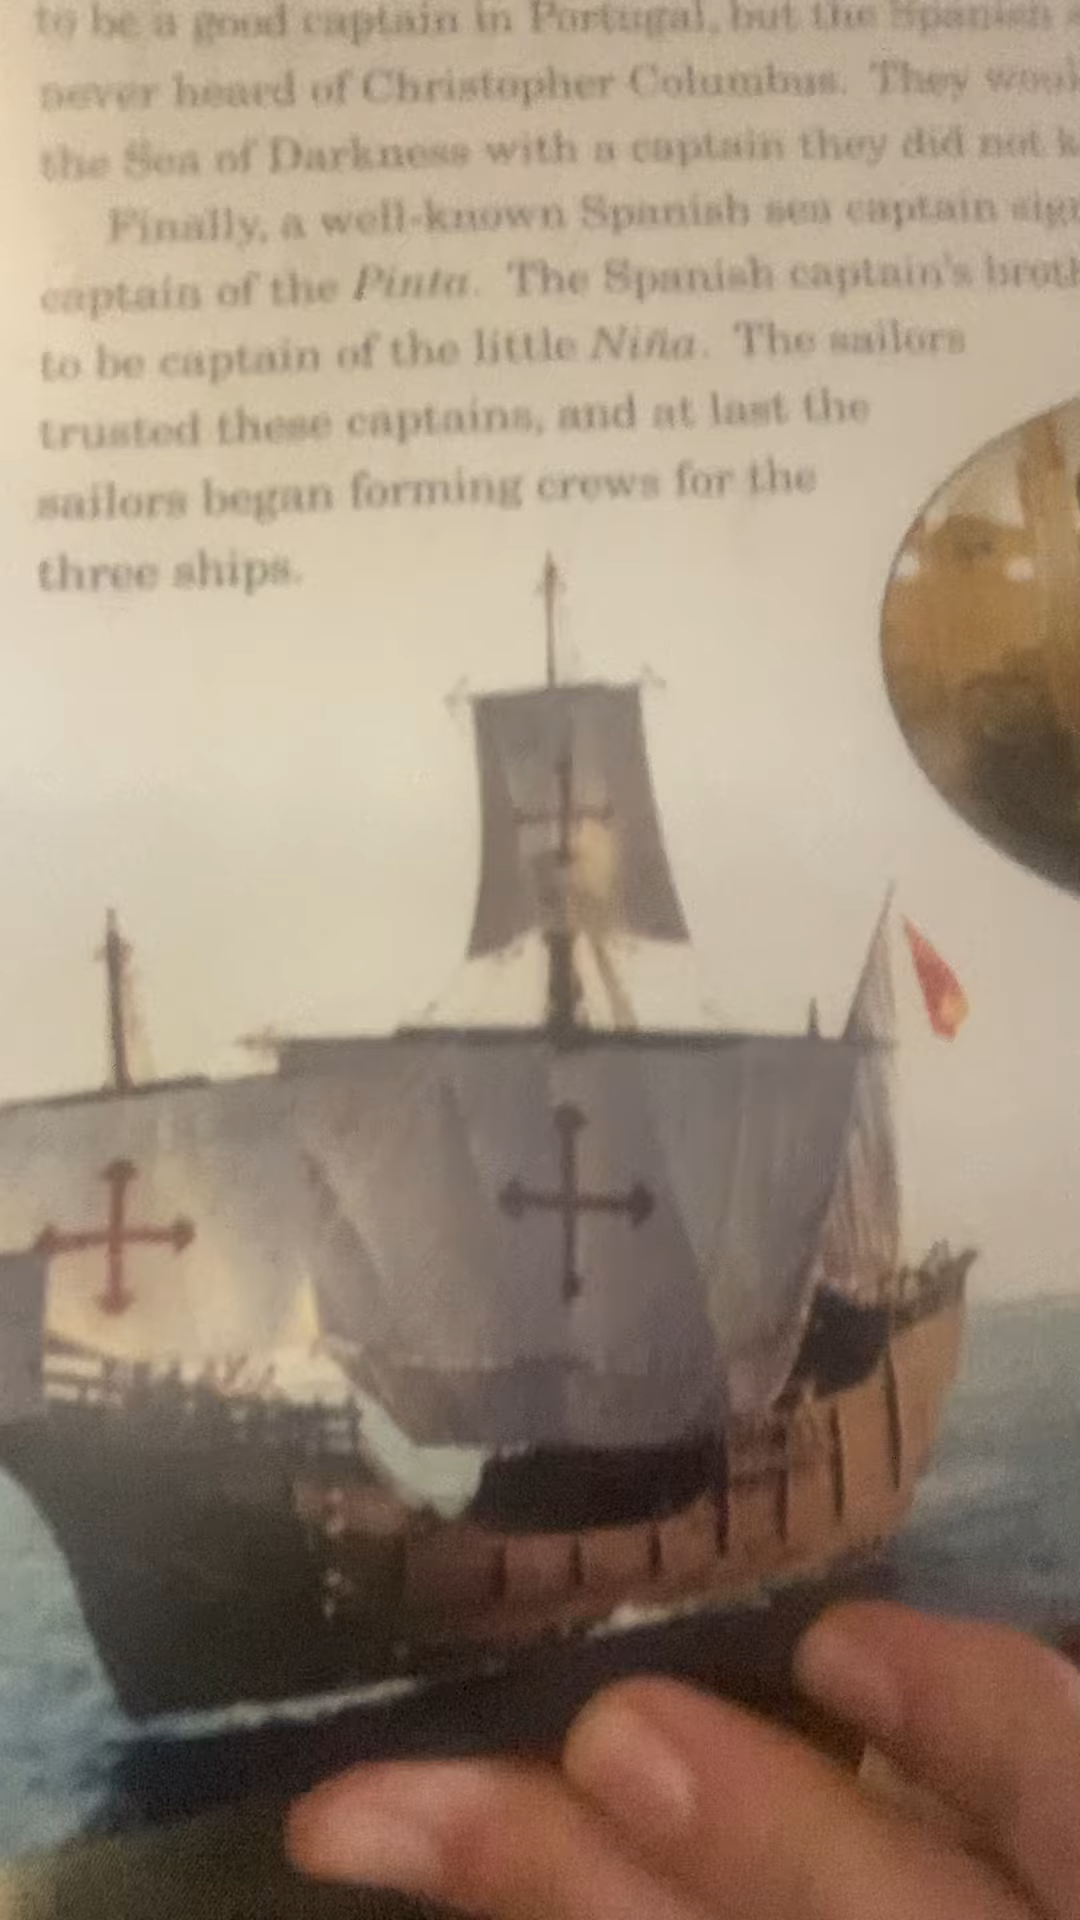 to be a good captain in Portugal, but the Spanish
never heard of Christopher Columbus. They
the Sea of Darkness with a captain they did not
Finally, a well-known Spanish sea captain
captain of the Pinta. The Spanish captain's
to be captain of the little Niña. The sailors
trusted these captains, and at last the
sailors began forming crews for the
three ships.